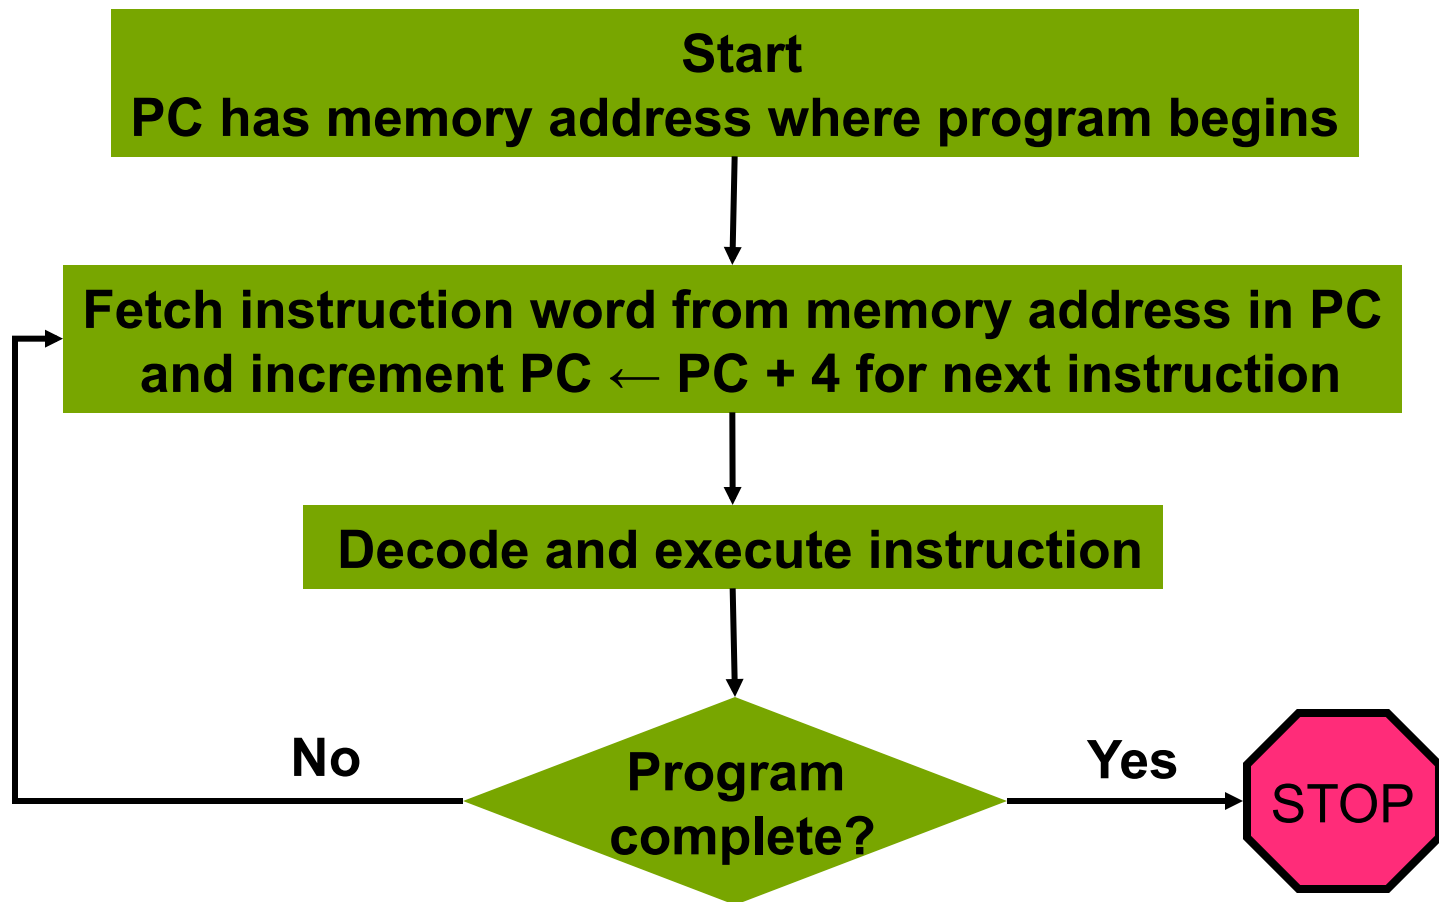 Start
PC has memory address where program begins
Fetch instruction word from memory address in PC
and increment PC ← PC + 4 for next instruction
Decode and execute instruction
No
Program
complete?
Yes
STOP